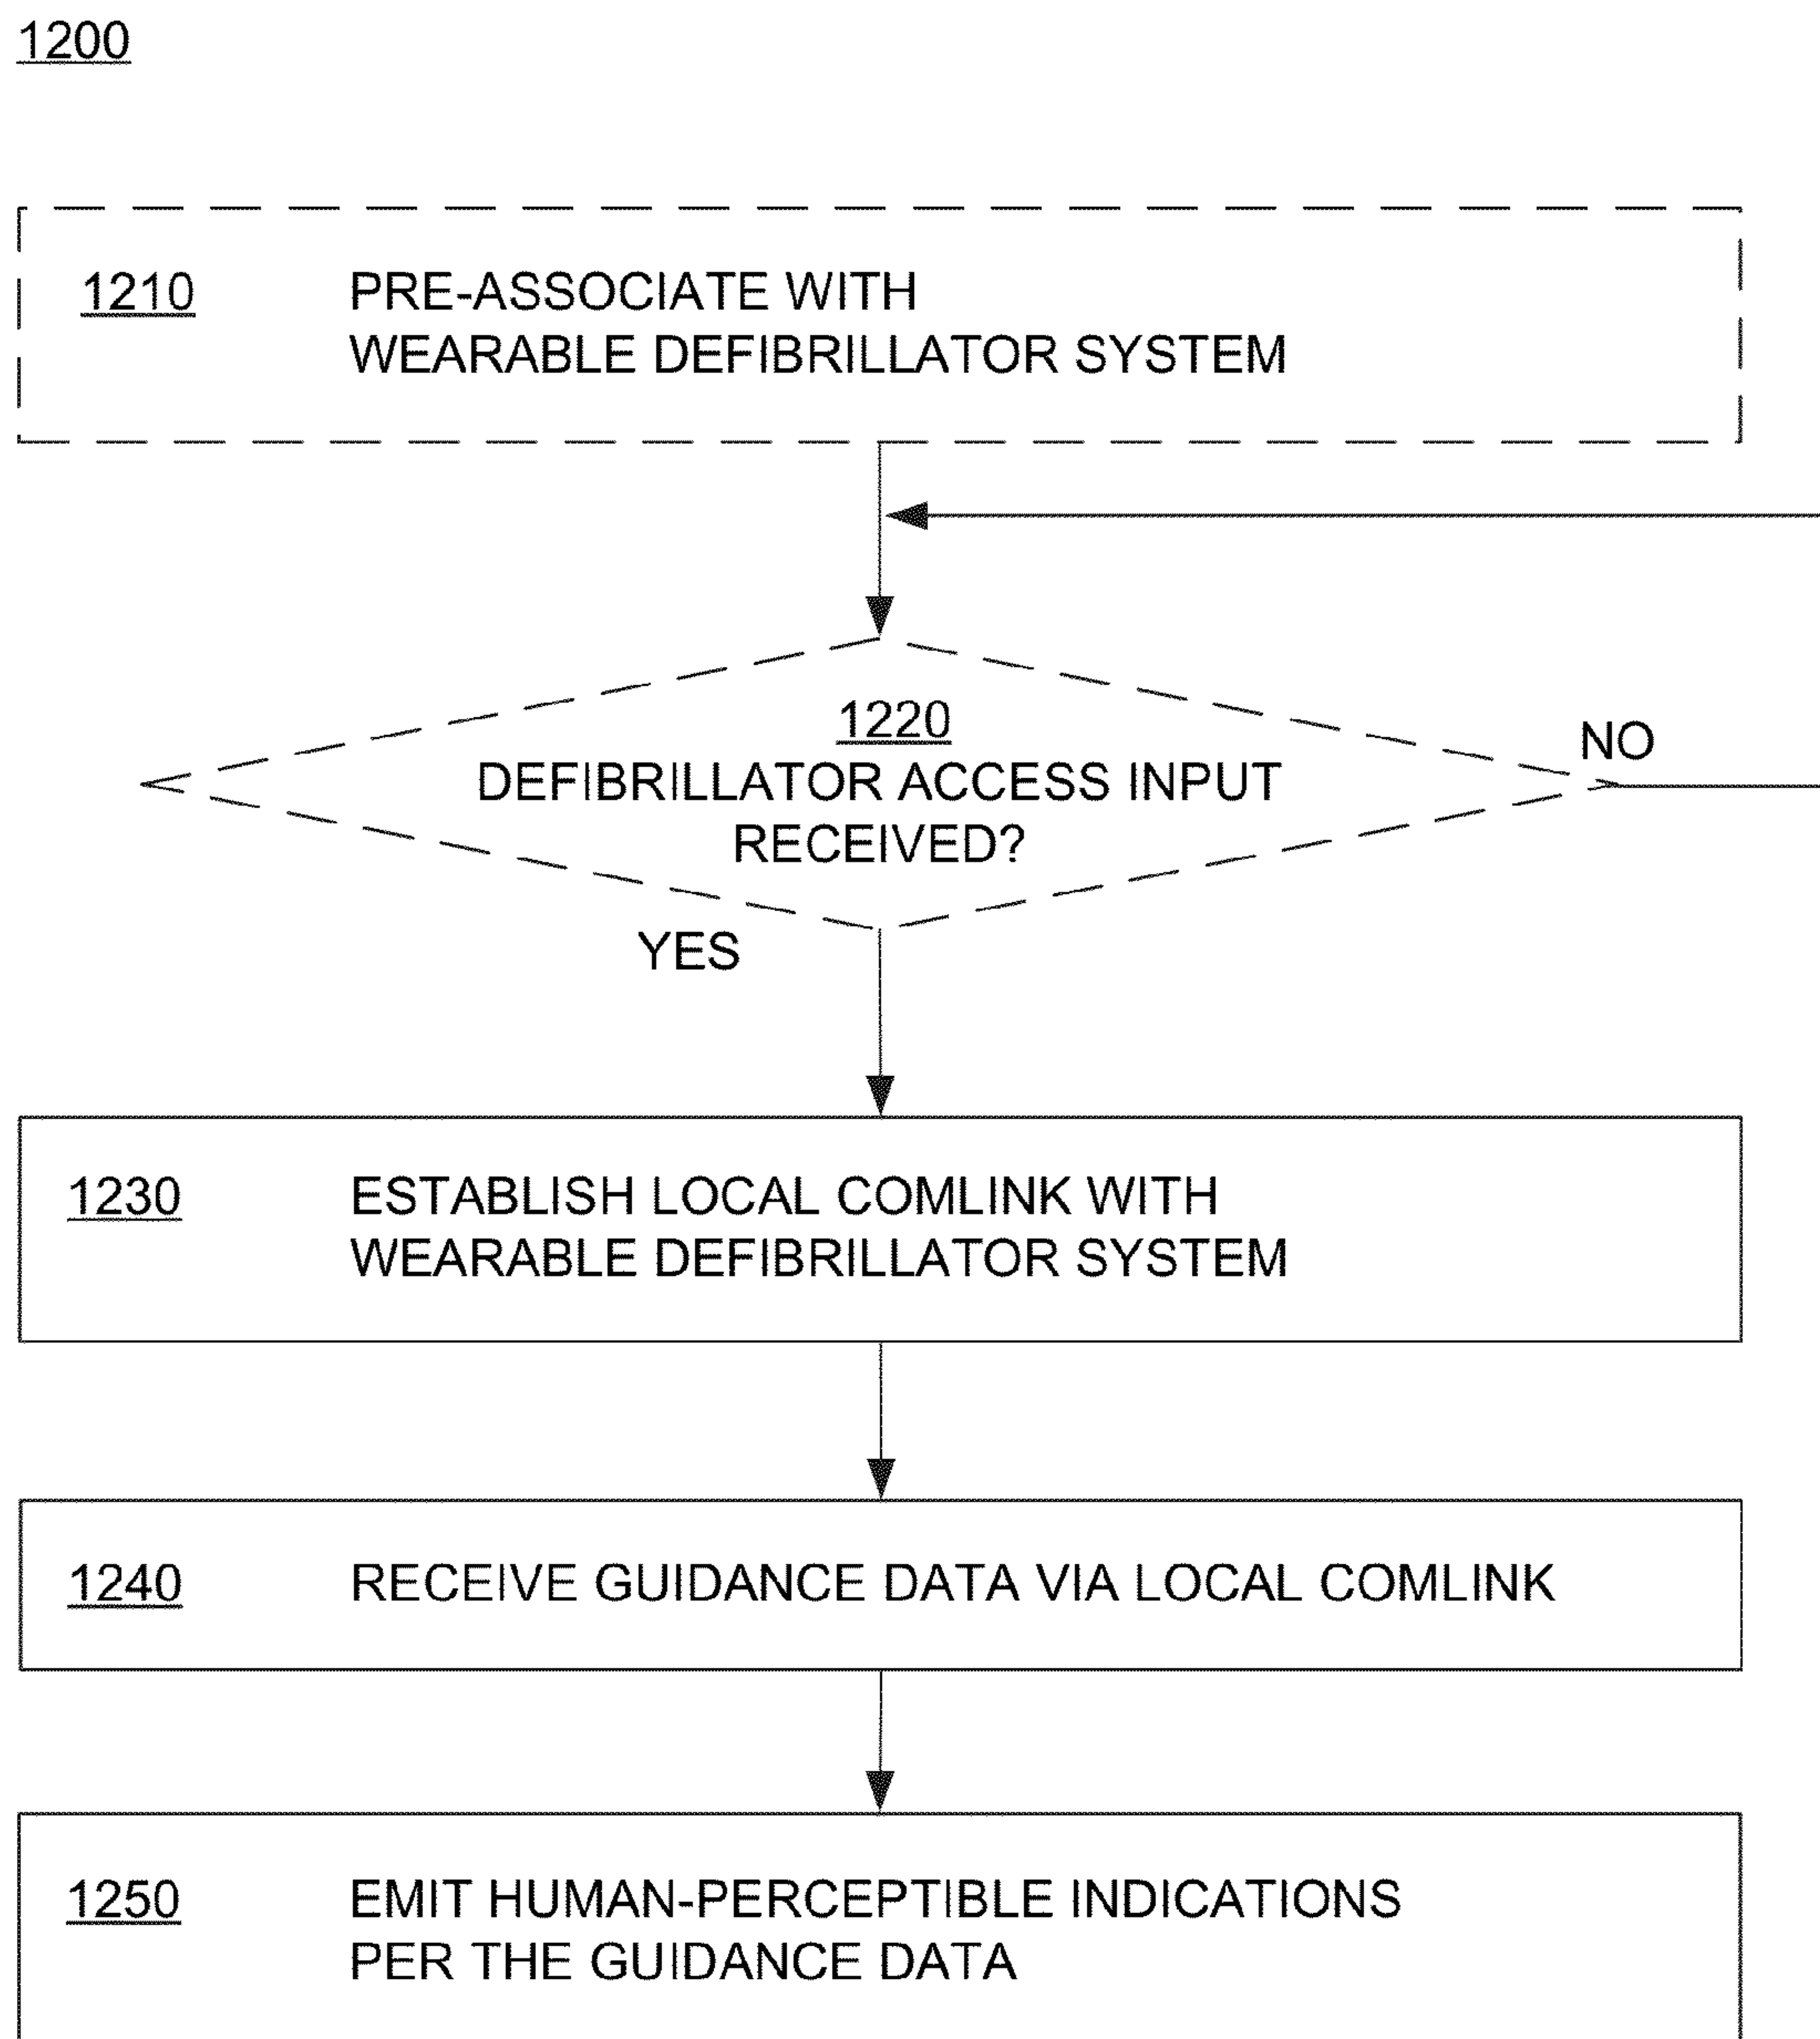 1200
1210 PRE-ASSOCIATE WITH
WEARABLE DEFIBRILLATOR SYSTEM
1220
DEFIBRILLATOR ACCESS INPUT
RECEIVED?
NO
YES
1230 ESTABLISH LOCAL COMLINK WITH
WEARABLE DEFIBRILLATOR SYSTEM
1240 RECEIVE GUIDANCE DATA VIA LOCAL COMLINK
1250 EMIT HUMAN-PERCEPTIBLE INDICATIONS
PER THE GUIDANCE DATA